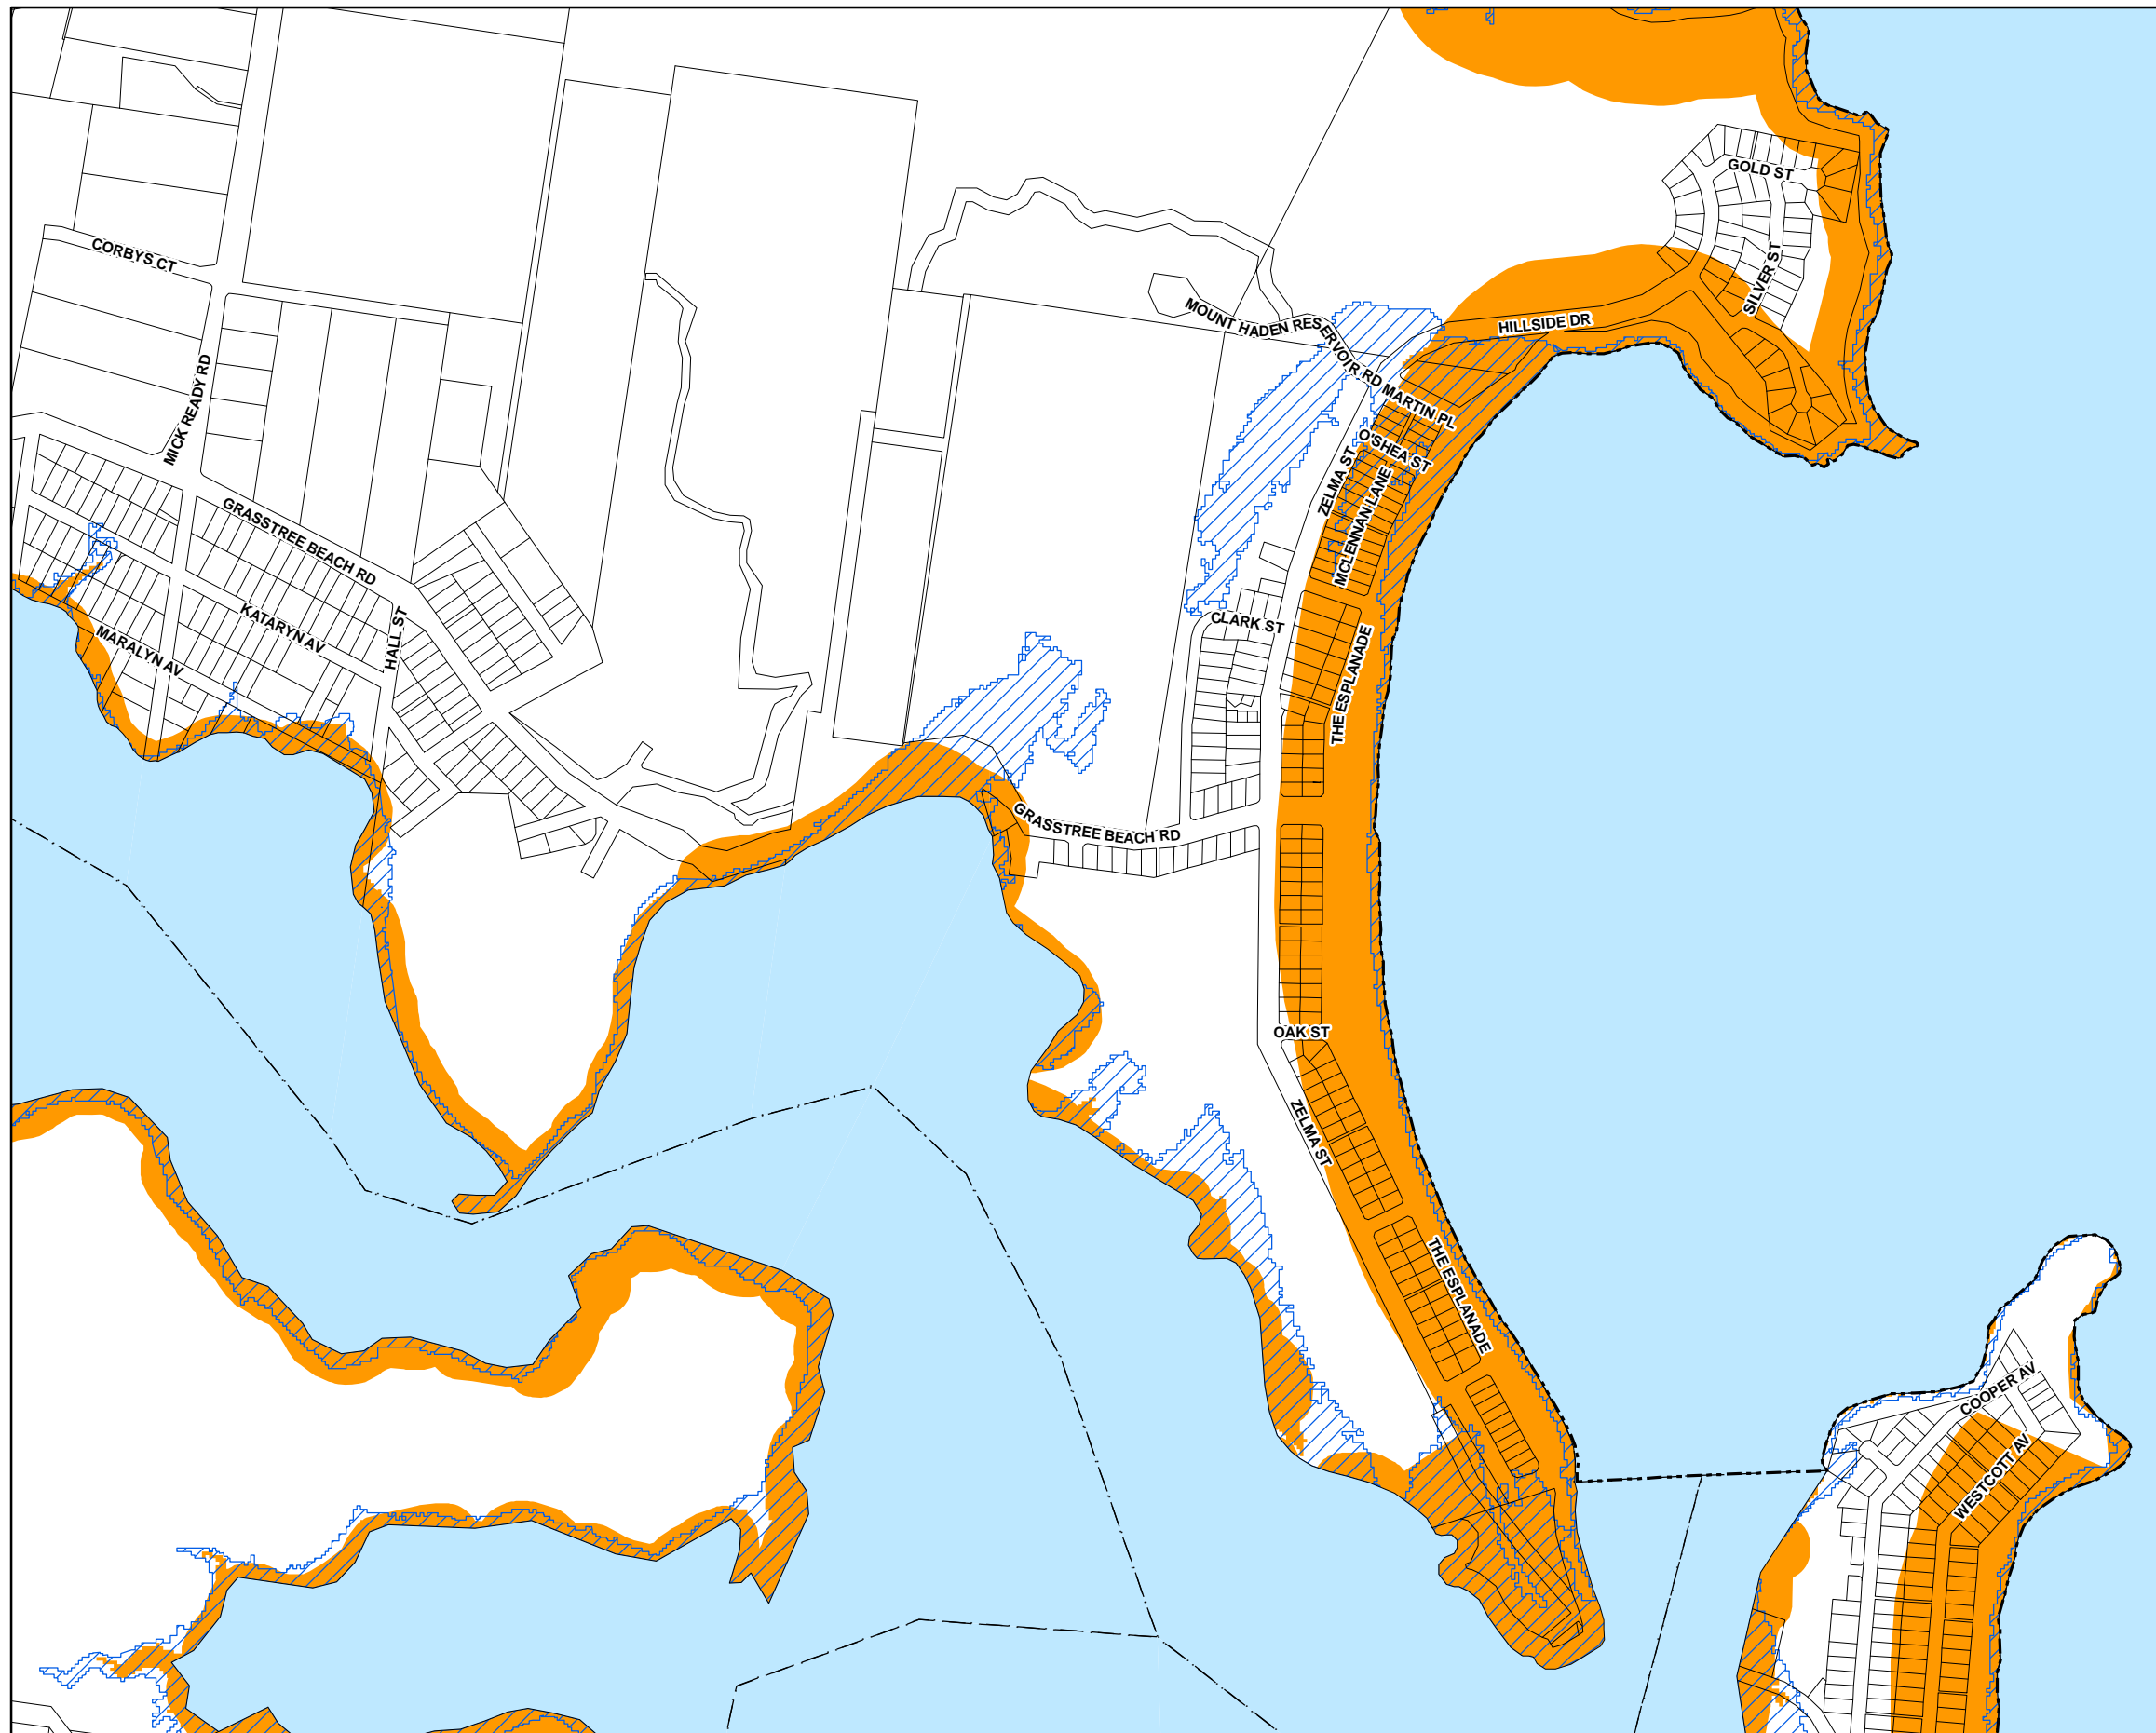 GOLD ST
CORBYS CT
SILVER ST
MOUNT HADEN RESERVOIR RD
HILLSIDE DR
MICK READY RD
MARTIN PL
O'SHEA ST
ZELMA ST
MCLENNAN LANE
GRASSTREE BEACH RD
KATARYN AV
HALL ST
CLARK ST
MARALYN AV
THE ESPLANADE
GRASSTREE BEACH RD
OAK ST
ZELMA ST
THE ESPLANADE
COOPER AV
WESTCOTT AV